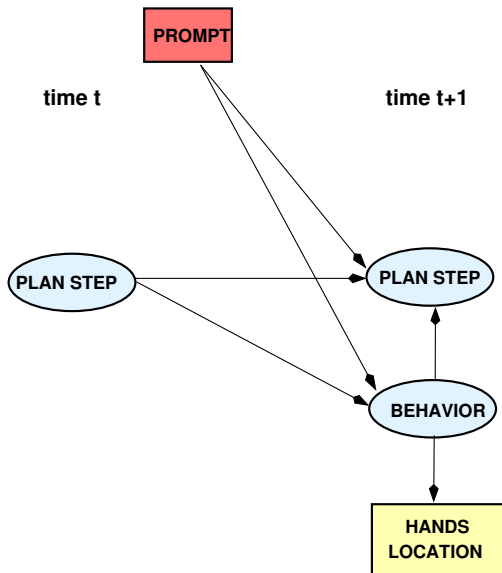 PROMPT
time t
time t+1
PLAN STEP
PLAN STEP
BEHAVIOR
HANDS
LOCATION